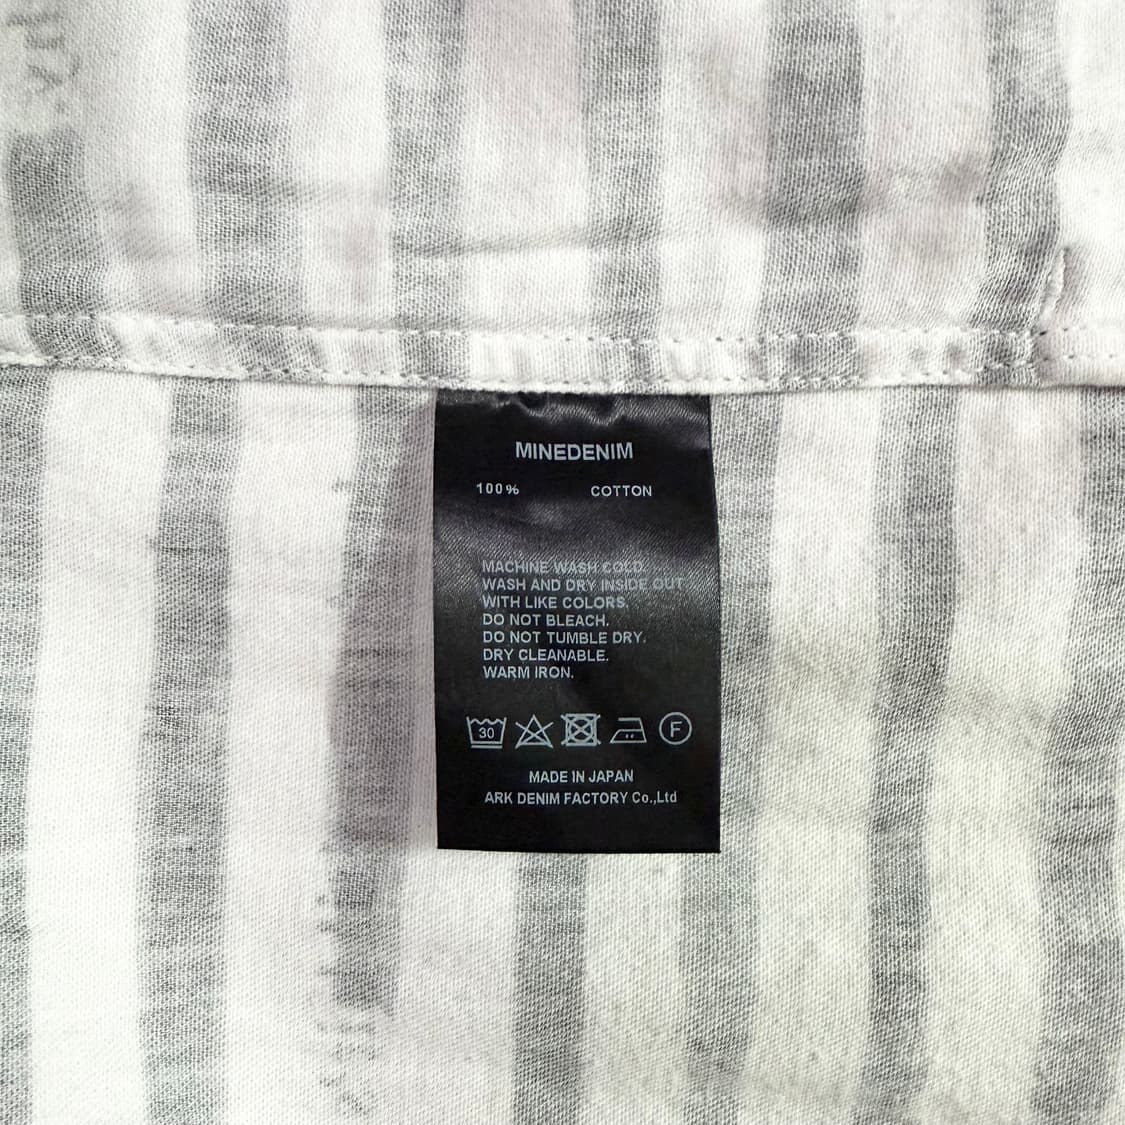 MINEDENIM
100% COTTON
MACHINE WASH COLD.
WASH AND DRY INSIDE OUT
WITH LIKE COLORS.
DO NOT BLEACH.
DO NOT TUMBLE DRY.
DRY CLEANABLE.
WARM IRON.
30 F
MADE IN JAPAN
ARK DENIM FACTORY Co.,Ltd